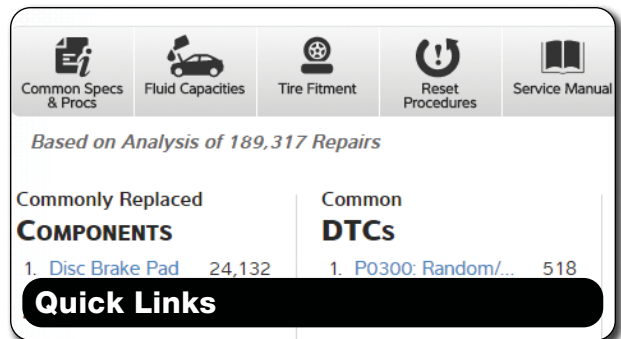 Common Specs & Procs
Fluid Capacities
Tire Fitment
Reset Procedures
Service Manual
Based on Analysis of 189,317 Repairs
Commonly Replaced
COMPONENTS
1. Disc Brake Pad 24,132
Common
DTCs
1. P0300: Random/... 518
Quick Links